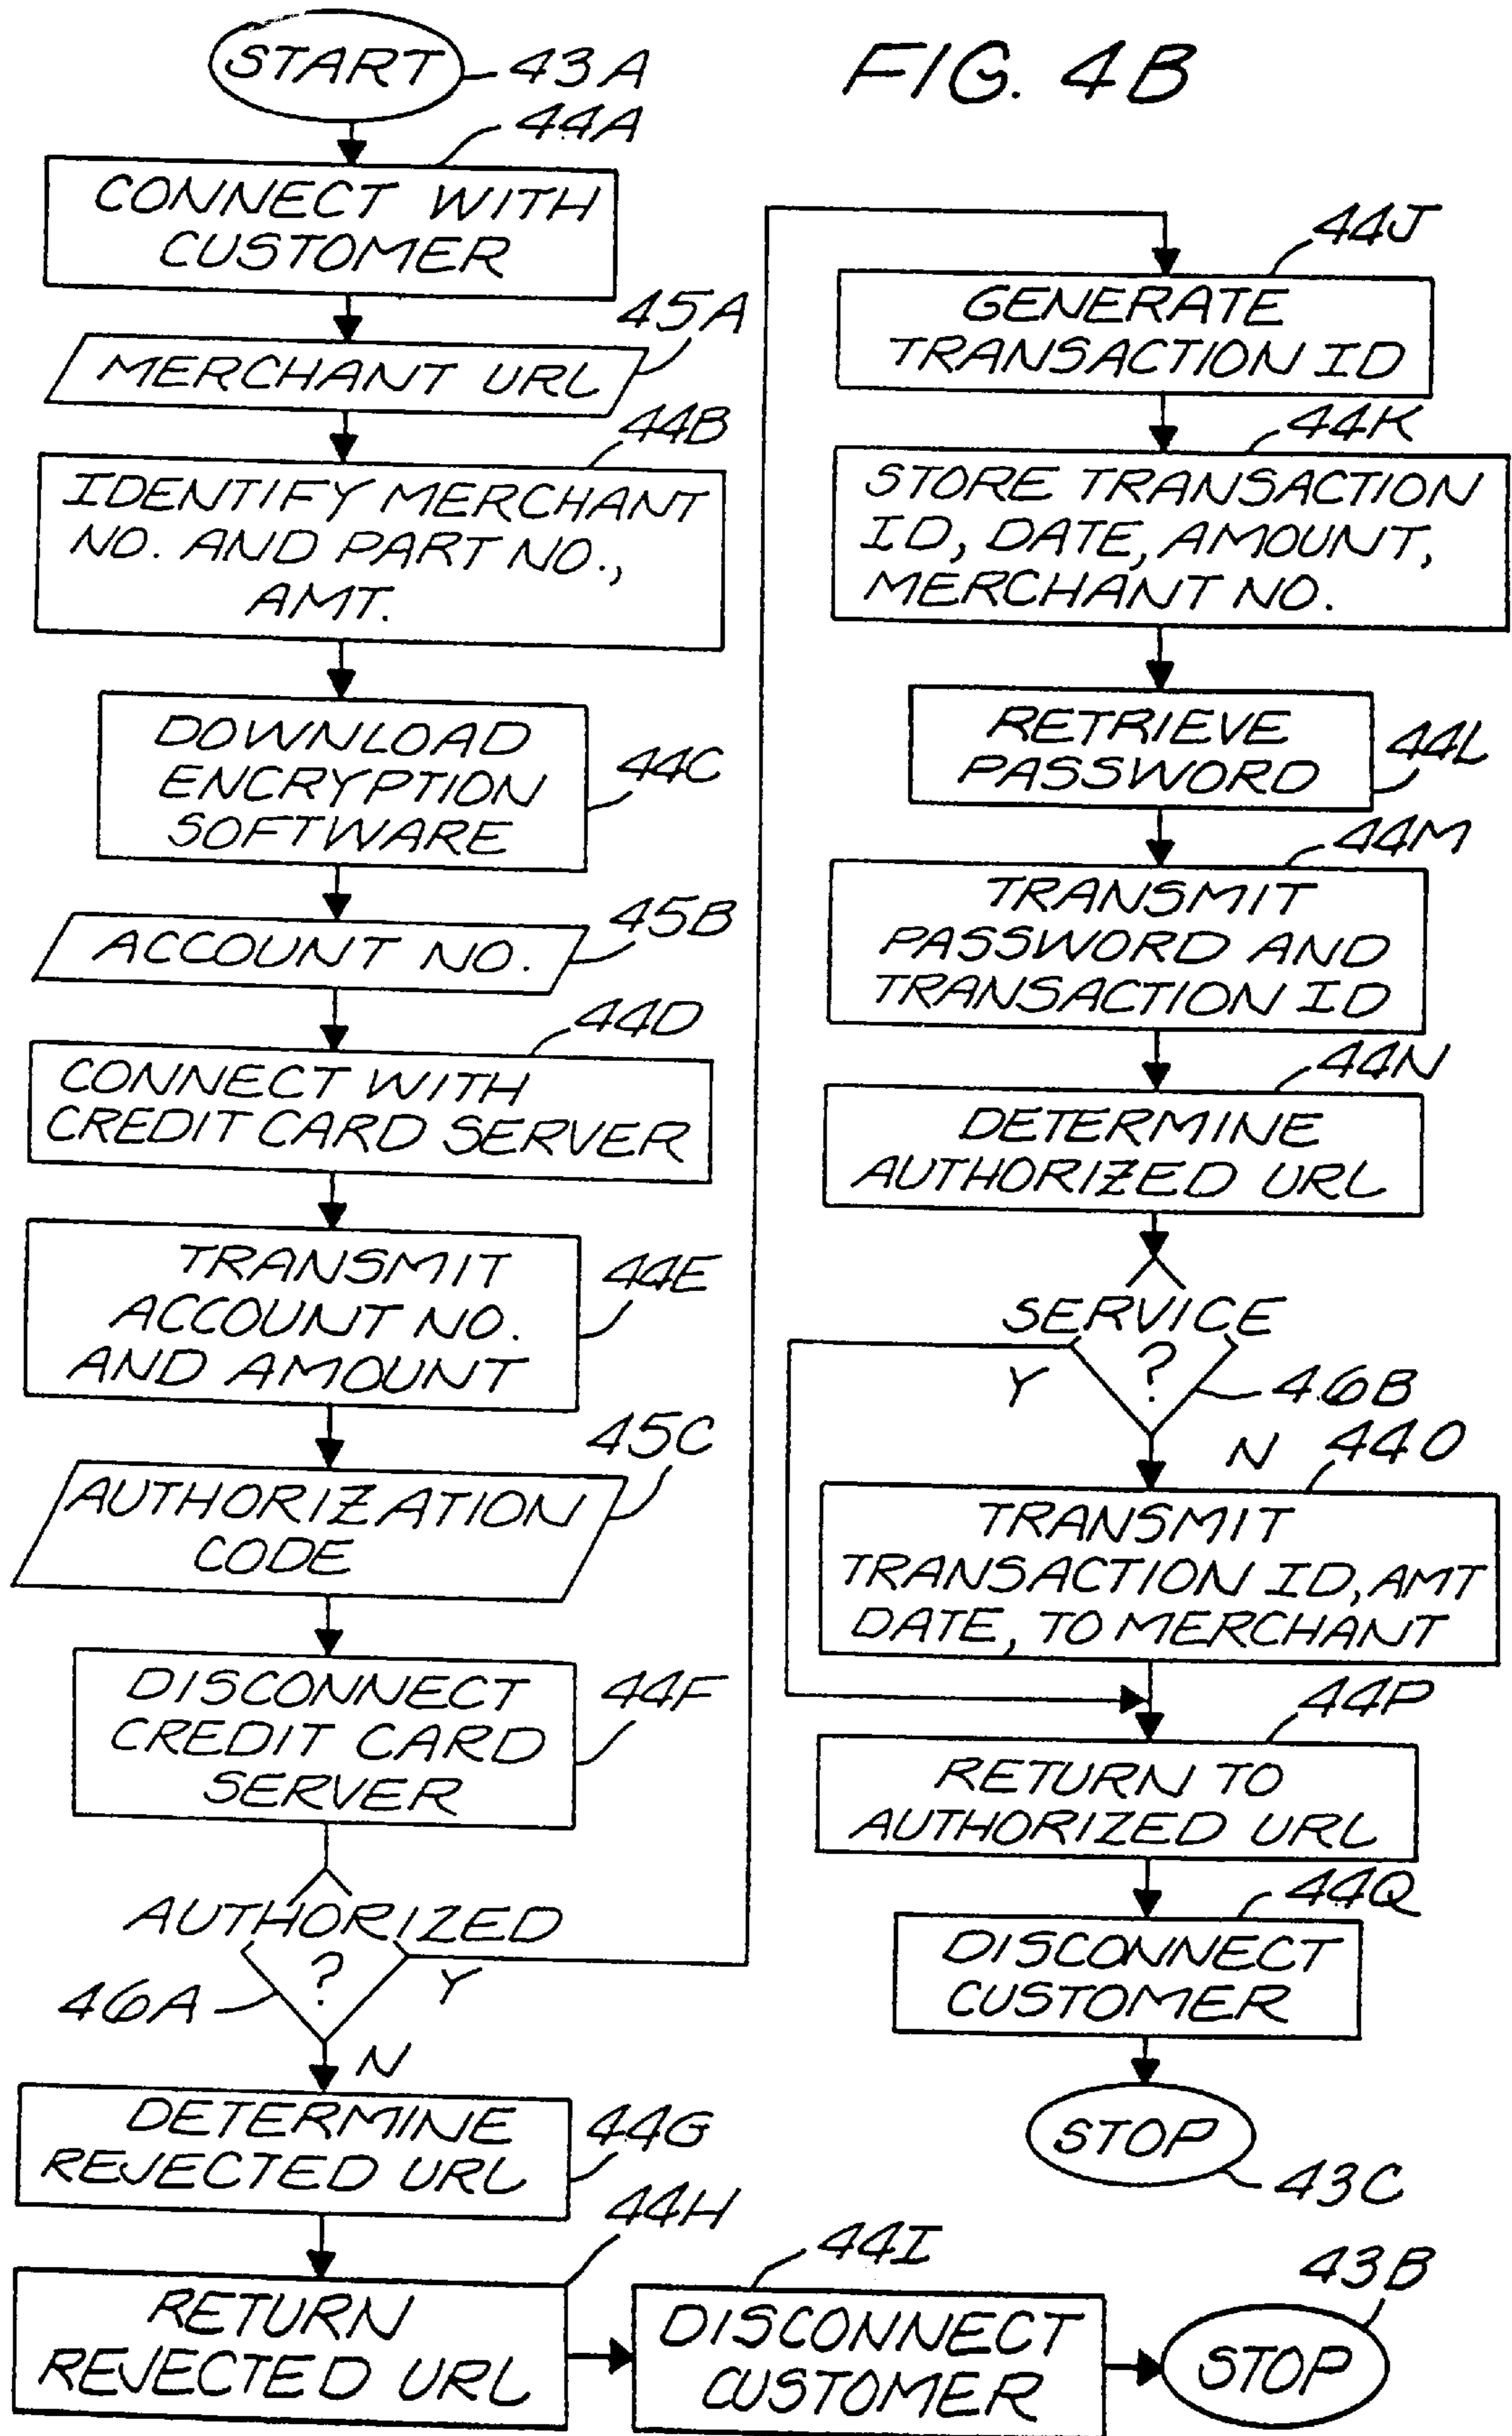 FIG. 4B
START
43A
44A
CONNECT WITH
CUSTOMER
45A
MERCHANT URL
44B
IDENTIFY MERCHANT
NO. AND PART NO.,
AMT.
DOWNLOAD
ENCRYPTION
SOFTWARE
44C
45B
ACCOUNT NO.
44D
CONNECT WITH
CREDIT CARD SERVER
TRANSMIT
ACCOUNT NO.
AND AMOUNT
44E
45C
AUTHORIZATION
CODE
DISCONNECT
CREDIT CARD
SERVER
44F
AUTHORIZED
?
Y
46A
N
DETERMINE
REJECTED URL
44G
44H
RETURN
REJECTED URL
44I
DISCONNECT
CUSTOMER
43B
STOP
44J
GENERATE
TRANSACTION ID
44K
STORE TRANSACTION
ID, DATE, AMOUNT,
MERCHANT NO.
RETRIEVE
PASSWORD
44L
44M
TRANSMIT
PASSWORD AND
TRANSACTION ID
44N
DETERMINE
AUTHORIZED URL
SERVICE
?
Y
46B
N
44O
TRANSMIT
TRANSACTION ID, AMT
DATE, TO MERCHANT
44P
RETURN TO
AUTHORIZED URL
44Q
DISCONNECT
CUSTOMER
STOP
43C